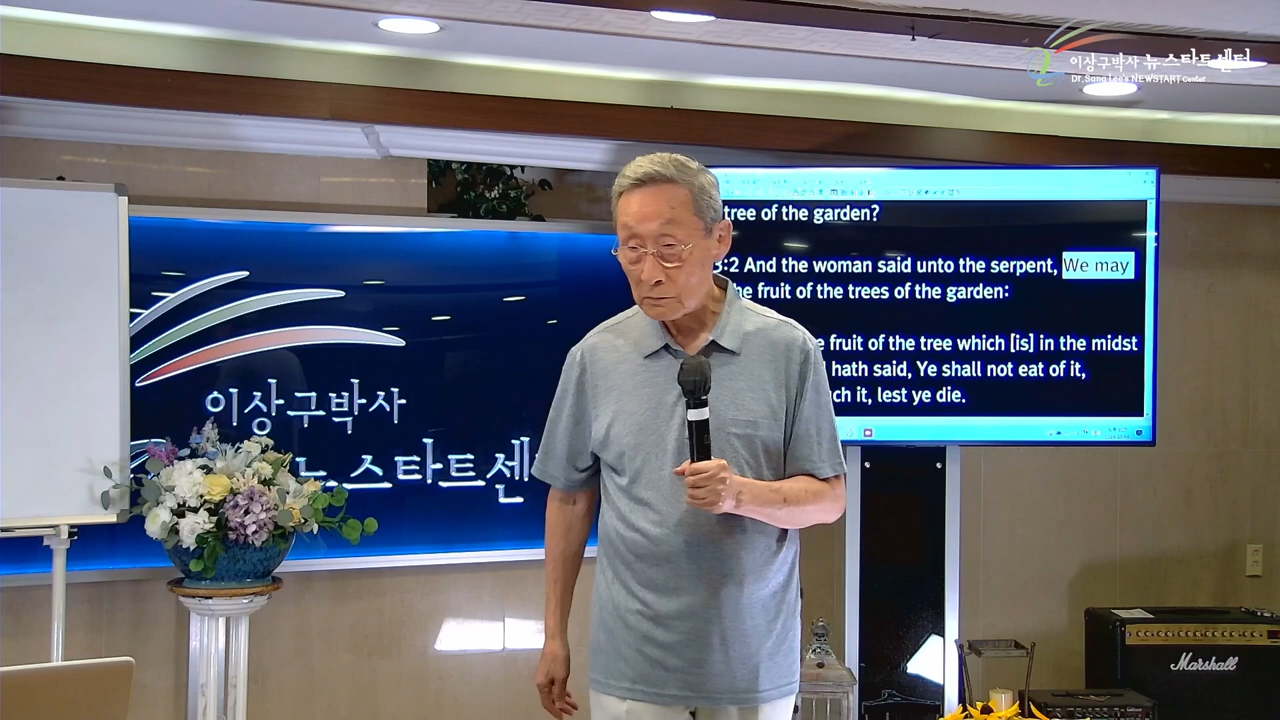 이상구박사 뉴스타트센터
Dr. Sang Lee's NEWSTART Center
tree of the garden?
3:2 And the woman said unto the serpent, We may
he fruit of the trees of the garden:
e fruit of the tree which [is] in the midst
hath said, Ye shall not eat of it,
ch it, lest ye die.
이상구박사
뉴스타트센
Marshall